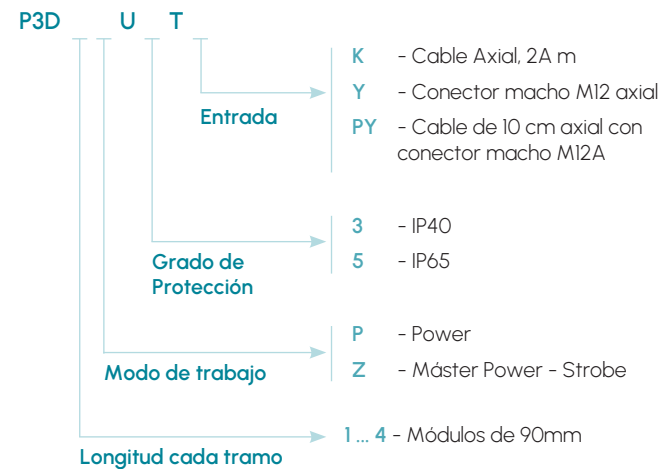 P3D U T
K - Cable Axial, 2A m
Y - Conector macho M12 axial
PY - Cable de 10 cm axial con
conector macho M12A
Entrada
3 - IP40
5 - IP65
Grado de
Protección
P - Power
Z - Máster Power - Strobe
Modo de trabajo
1 ... 4 - Módulos de 90mm
Longitud cada tramo